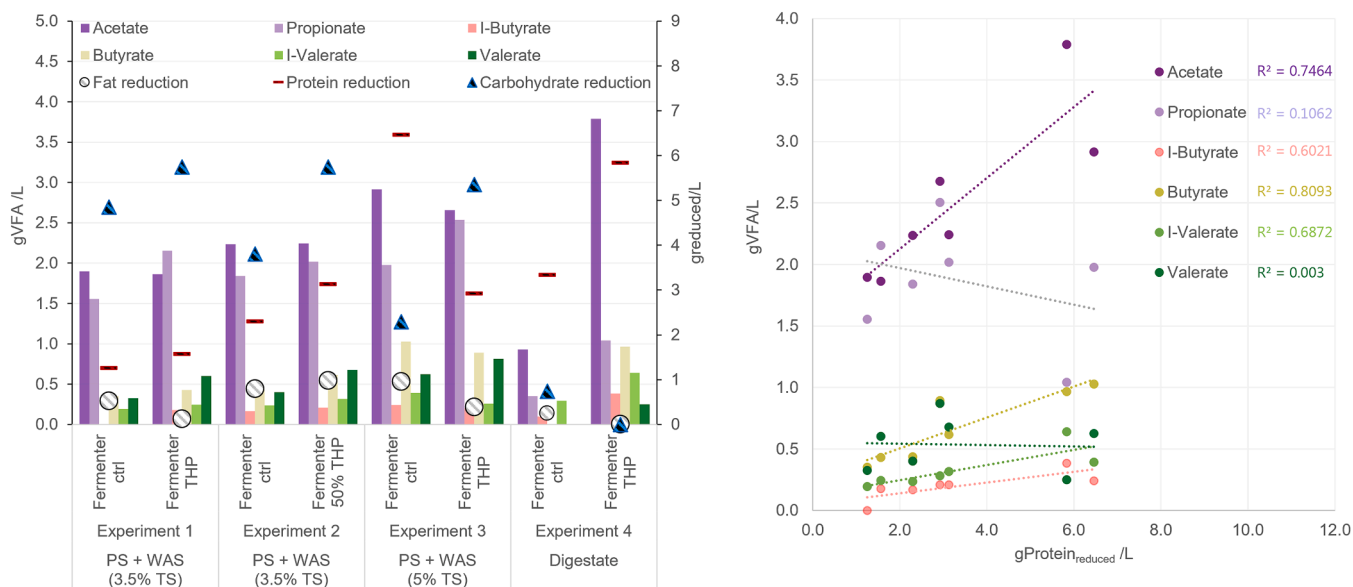 5.0
4.5
4.0
3.5
3.0
2.5
2.0
1.5
1.0
0.5
0.0
gVFA /L
Acetate
Propionate
I-Butyrate
Butyrate
I-Valerate
Valerate
Fat reduction
Protein reduction
Carbohydrate reduction
9
8
7
6
5
4
3
2
1
0
greduced/L
Fermenter ctrl
Fermenter THP
Fermenter ctrl
Fermenter 50% THP
Fermenter ctrl
Fermenter THP
Fermenter ctrl
Fermenter THP
Experiment 1
Experiment 2
Experiment 3
Experiment 4
PS + WAS
(3.5% TS)
PS + WAS
(3.5% TS)
PS + WAS
(5% TS)
Digestate
4.0
3.5
3.0
2.5
2.0
1.5
1.0
0.5
0.0
gVFA/L
Acetate R² = 0.7464
Propionate R² = 0.1062
I-Butyrate R² = 0.6021
Butyrate R² = 0.8093
I-Valerate R² = 0.6872
Valerate R² = 0.003
0.0 2.0 4.0 6.0 8.0 10.0 12.0
gProteinreduced /L